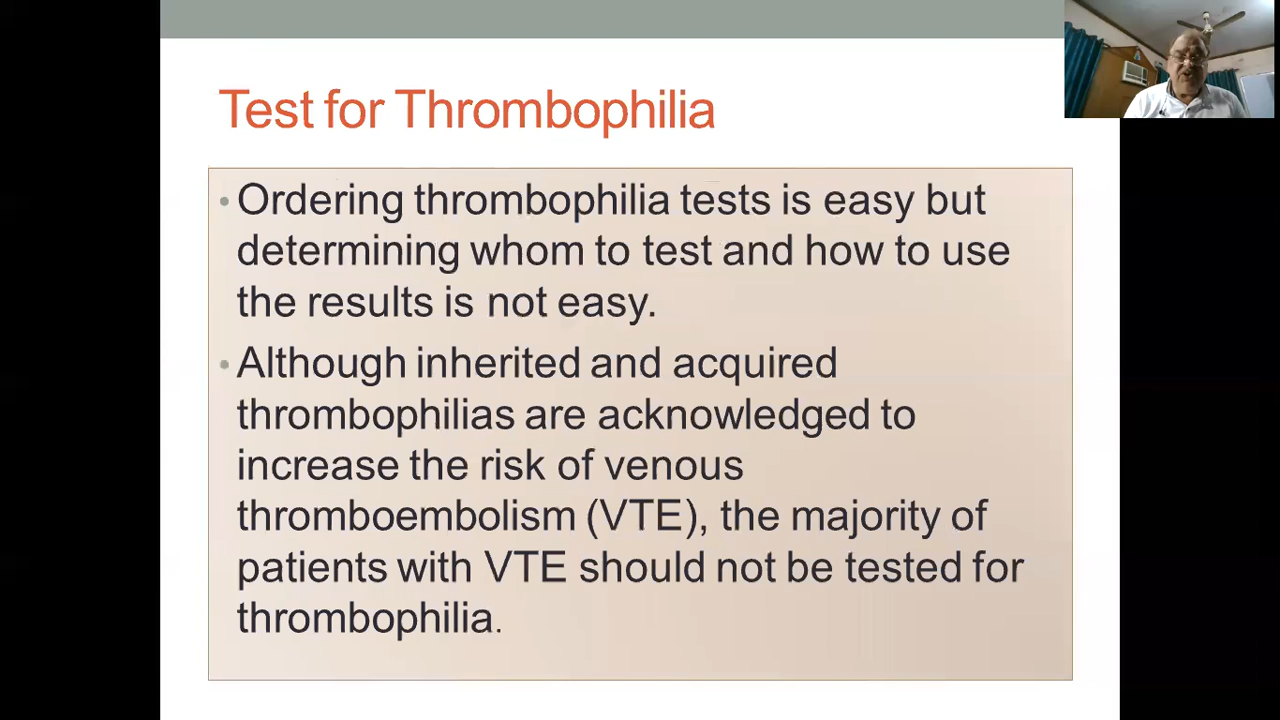 Test for Thrombophilia
• Ordering thrombophilia tests is easy but
determining whom to test and how to use
the results is not easy.
• Although inherited and acquired
thrombophilias are acknowledged to
increase the risk of venous
thromboembolism (VTE), the majority of
patients with VTE should not be tested for
thrombophilia.